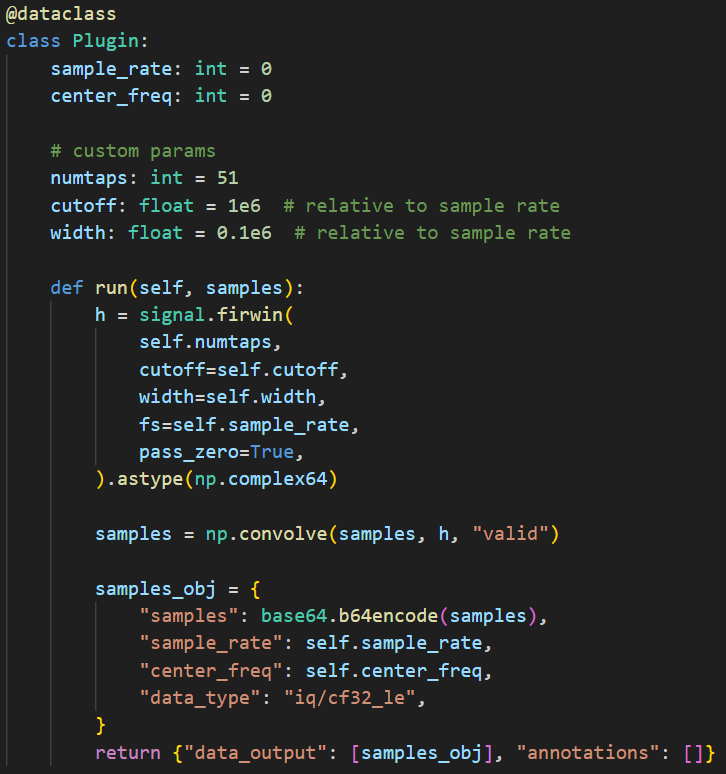 @dataclass
class Plugin:
    sample_rate: int = 0
    center_freq: int = 0

    # custom params
    numtaps: int = 51
    cutoff: float = 1e6  # relative to sample rate
    width: float = 0.1e6  # relative to sample rate

    def run(self, samples):
        h = signal.firwin(
            self.numtaps,
            cutoff=self.cutoff,
            width=self.width,
            fs=self.sample_rate,
            pass_zero=True,
        ).astype(np.complex64)

        samples = np.convolve(samples, h, "valid")

        samples_obj = {
            "samples": base64.b64encode(samples),
            "sample_rate": self.sample_rate,
            "center_freq": self.center_freq,
            "data_type": "iq/cf32_le",
        }
        return {"data_output": [samples_obj], "annotations": []}